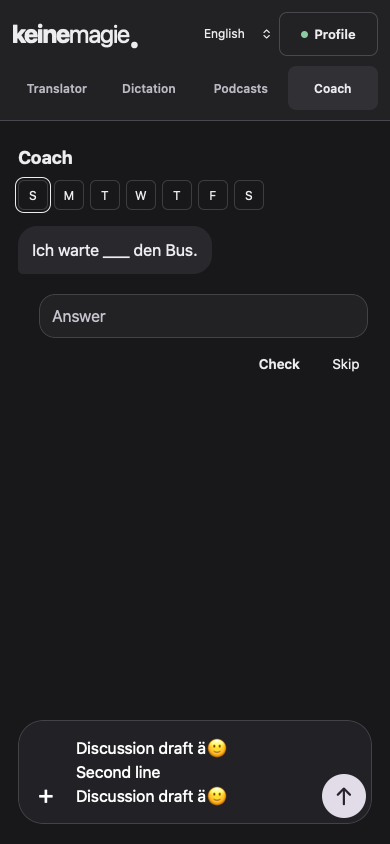 keinemagie.
English
Profile
Translator Dictation Podcasts Coach
Coach
S M T W T F S
Ich warte ___ den Bus.
Answer
Check Skip
Discussion draft ä🙂
Second line
Discussion draft ä🙂